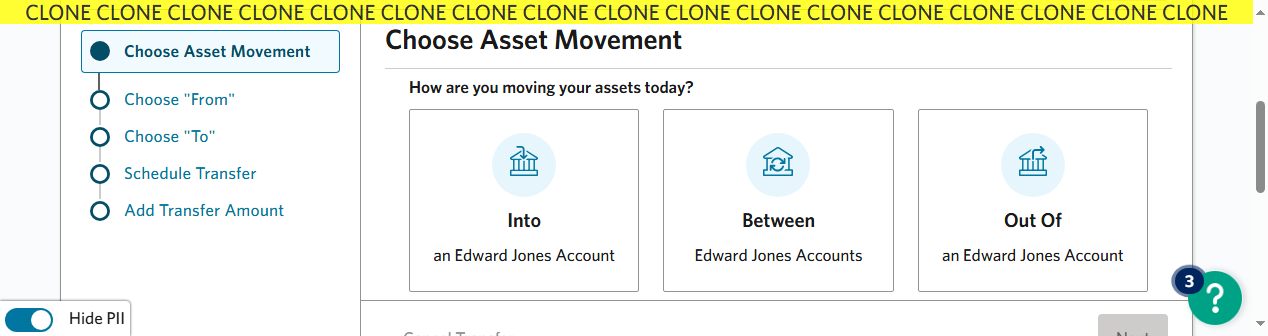 CLONE CLONE CLONE CLONE CLONE CLONE CLONE CLONE CLONE CLONE CLONE CLONE CLONE CLONE CLONE CLONE CLONE
Choose Asset Movement
Choose "From"
Choose "To"
Schedule Transfer
Add Transfer Amount
Choose Asset Movement
How are you moving your assets today?
Into
an Edward Jones Account
Between
Edward Jones Accounts
Out Of
an Edward Jones Account
3
?
Hide PII